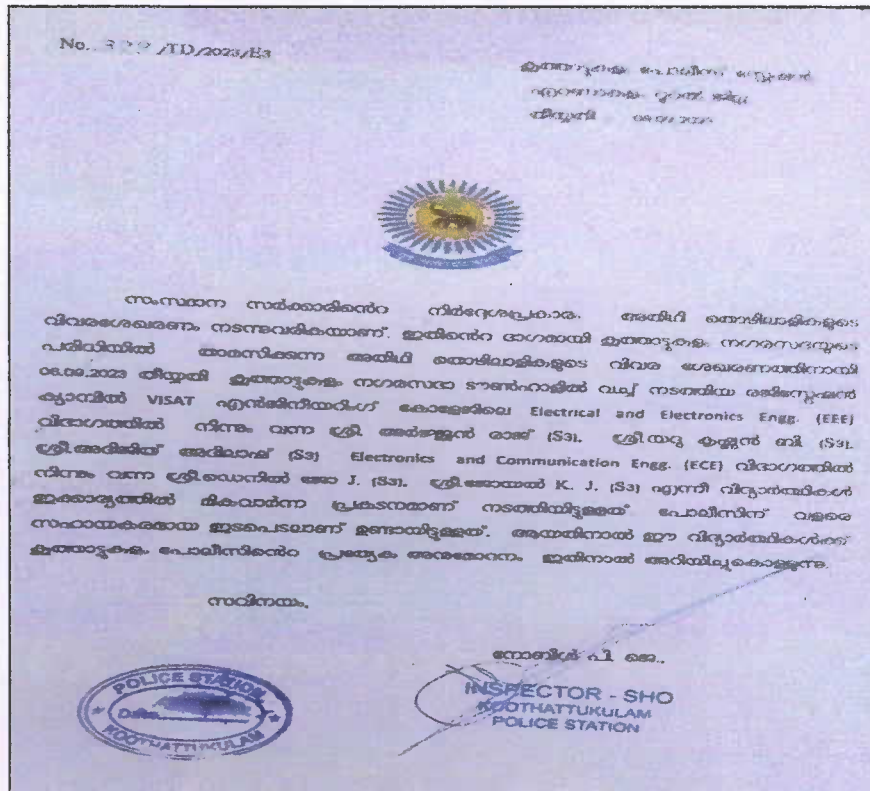 No. /TD/2023/E3
കൂത്താട്ടുകുളം പോലീസ് സ്റ്റേഷൻ
എറണാകുളം റൂറൽ ജില്ല
തീയ്യതി
സംസ്ഥാന സർക്കാരിന്റെ നിർദ്ദേശപ്രകാരം. അതിഥി തൊഴിലാളികളുടെ
വിവരശേഖരണം നടന്നുവരികയാണ്. ഇതിന്റെ ഭാഗമായി കൂത്താട്ടുകുളം നഗരസഭയുടെ
പരിധിയിൽ താമസിക്കുന്ന അതിഥി തൊഴിലാളികളുടെ വിവര ശേഖരണത്തിനായി
06.09.2023 തീയ്യതി കൂത്താട്ടുകുളം നഗരസഭാ ടൗൺഹാളിൽ വച്ച് നടത്തിയ രജിസ്ട്രേഷൻ
ക്യാമ്പിൽ VISAT എൻജിനീയറിംഗ് കോളേജിലെ Electrical and Electronics Engg. (EEE)
വിഭാഗത്തിൽ നിന്നും വന്ന ശ്രീ. അർജ്ജുൻ രാജ് (S3). ശ്രീ.യദു കൃഷ്ണൻ ബി (S3).
ശ്രീ.അഭിജിത് അഭിലാഷ് (S3) Electronics and Communication Engg. (ECE) വിഭാഗത്തിൽ
നിന്നും വന്ന ശ്രീ.ഡെനിൽ ജോ J. (S3). ശ്രീ.ജോയൽ K. J. (S3) എന്നീ വിദ്യാർത്ഥികൾ
ഇക്കാര്യത്തിൽ മികവാർന്ന പ്രകടനമാണ് നടത്തിയിട്ടുള്ളത്. പോലീസിന് വളരെ
സഹായകരമായ ഇടപെടലാണ് ഉണ്ടായിട്ടുള്ളത്. ആയതിനാൽ ഈ വിദ്യാർത്ഥികൾക്ക്
കൂത്താട്ടുകുളം പോലീസിന്റെ പ്രത്യേക അനുമോദനം ഇതിനാൽ അറിയിച്ചുകൊള്ളുന്നു.
സവിനയം.
നോബിൾ പി ജെ..
INSPECTOR - SHO
KOOTHATTUKULAM
POLICE STATION
POLICE STATION
Date
KOOTHATTUKULAM